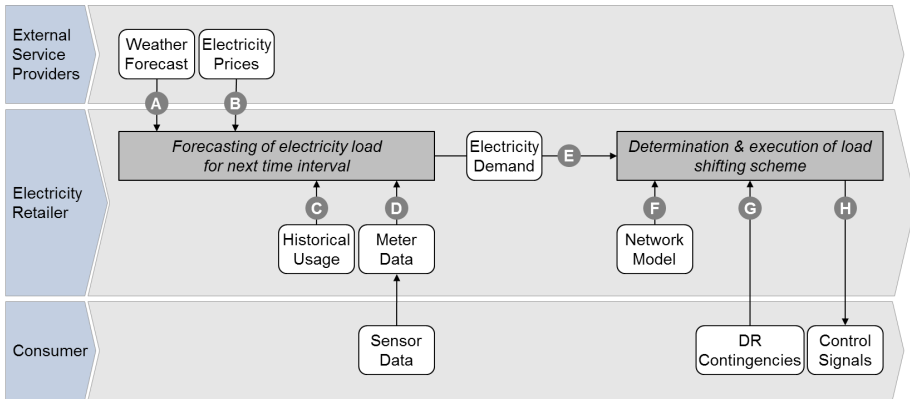 External
Service
Providers
Weather
Forecast
Electricity
Prices
A
B
Electricity
Retailer
Forecasting of electricity load
for next time interval
Electricity
Demand
E
Determination & execution of load
shifting scheme
C
D
F
G
H
Historical
Usage
Meter
Data
Network
Model
Consumer
Sensor
Data
DR
Contingencies
Control
Signals